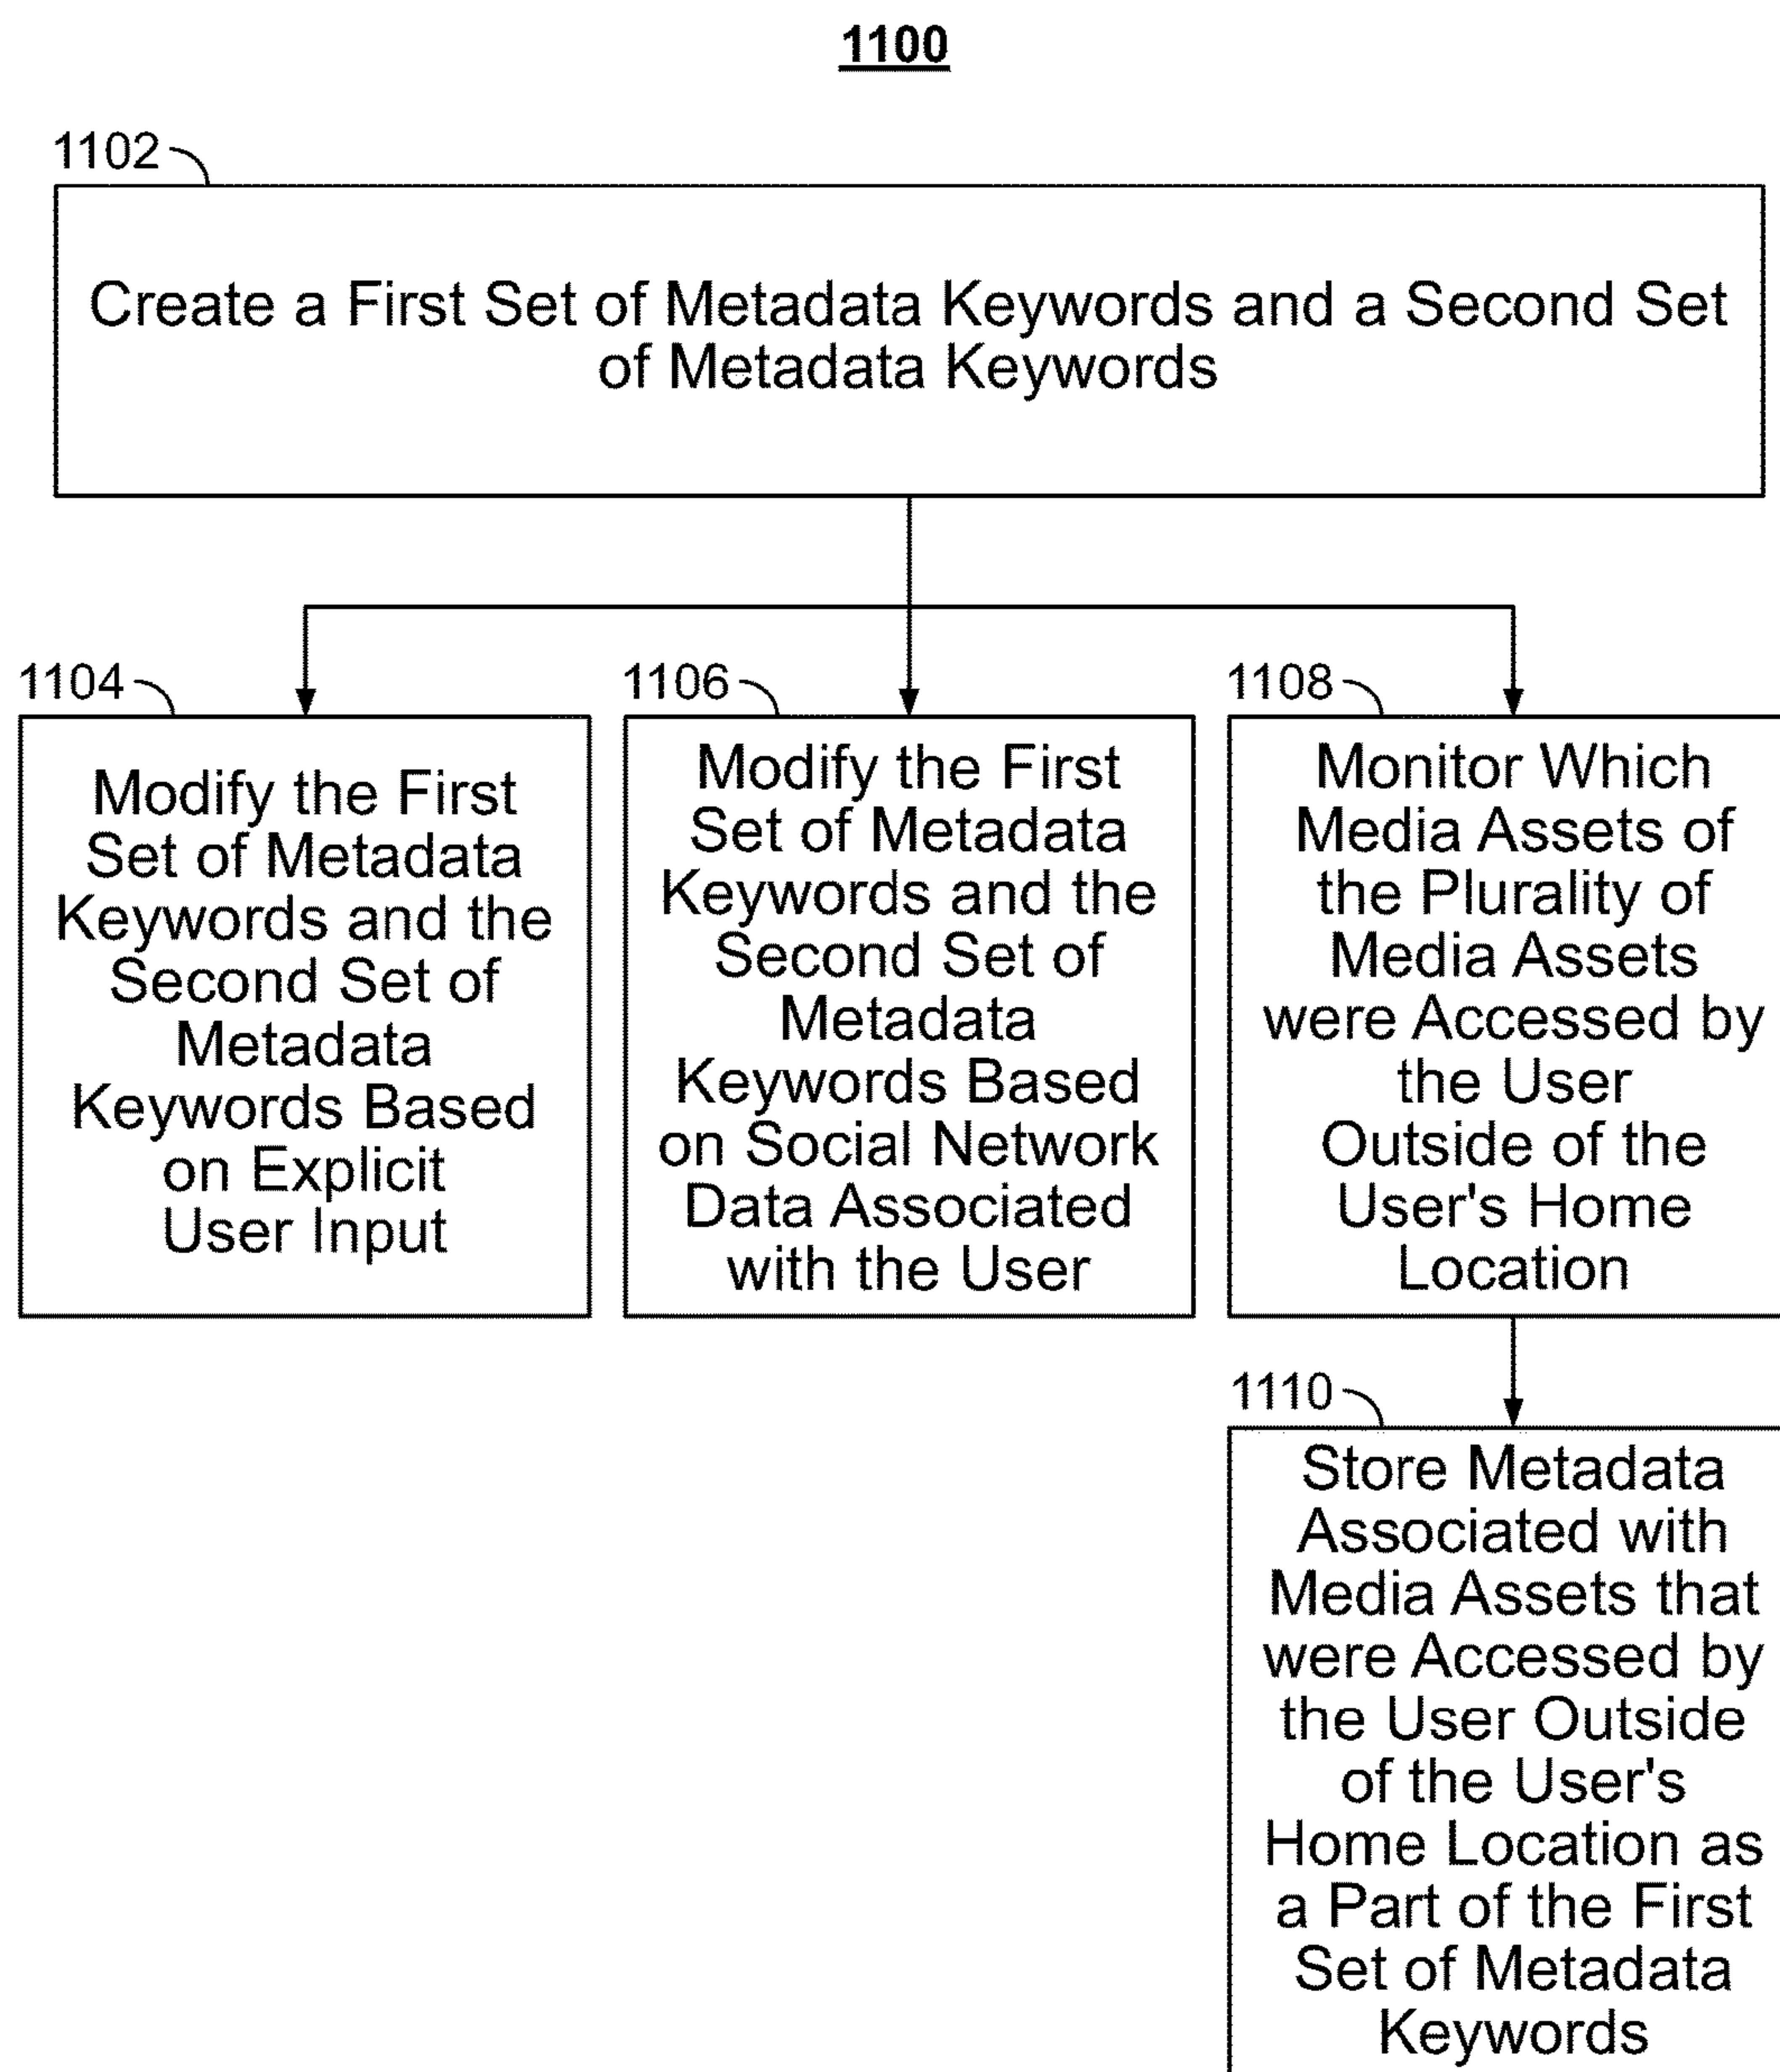 1100
1102
Create a First Set of Metadata Keywords and a Second Set
of Metadata Keywords
1104
Modify the First
Set of Metadata
Keywords and the
Second Set of
Metadata
Keywords Based
on Explicit
User Input
1106
Modify the First
Set of Metadata
Keywords and the
Second Set of
Metadata
Keywords Based
on Social Network
Data Associated
with the User
1108
Monitor Which
Media Assets of
the Plurality of
Media Assets
were Accessed by
the User
Outside of the
User's Home
Location
1110
Store Metadata
Associated with
Media Assets that
were Accessed by
the User Outside
of the User's
Home Location as
a Part of the First
Set of Metadata
Keywords